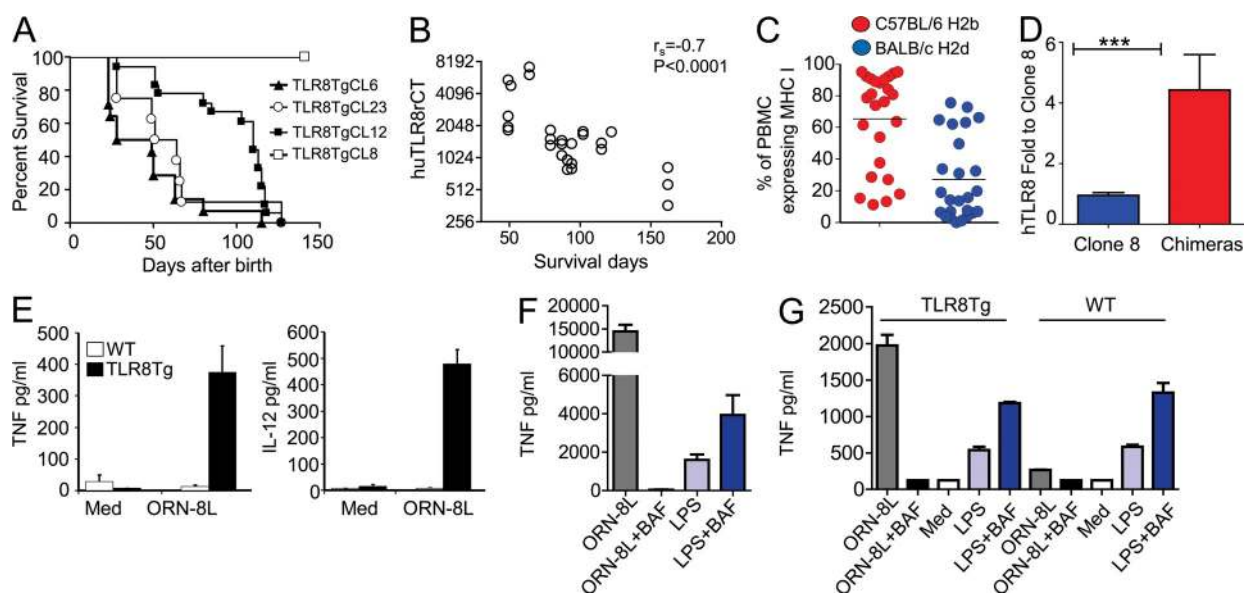 A
Percent Survival
100
80
60
40
20
0
0 50 100 150
Days after birth
TLR8TgCL6
TLR8TgCL23
TLR8TgCL12
TLR8TgCL8
B
huTLR8rCT
8192
4096
2048
1024
512
256
0 50 100 150 200
Survival days
rs=-0.7
P<0.0001
C
C57BL/6 H2b
BALB/c H2d
% of PBMC
expressing MHC I
100
80
60
40
20
0
D
hTLR8 Fold to Clone 8
6
4
2
0
***
Clone 8 Chimeras
E
TNF pg/ml
500
400
300
200
100
0
WT
TLR8Tg
Med ORN-8L
IL-12 pg/ml
600
500
400
300
200
100
0
Med ORN-8L
F
TNF pg/ml
20000
15000
10000
6000
4000
2000
0
ORN-8L
ORN-8L+BAF
LPS
LPS+BAF
G
TNF pg/ml
2500
2000
1500
1000
500
0
TLR8Tg WT
ORN-8L
ORN-8L+BAF
Med
LPS
LPS+BAF
ORN-8L
ORN-8L+BAF
Med
LPS
LPS+BAF